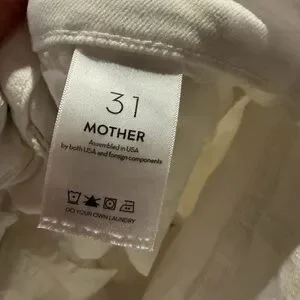 31
MOTHER
Assembled in USA
by both USA and foreign components
DO YOUR OWN LAUNDRY